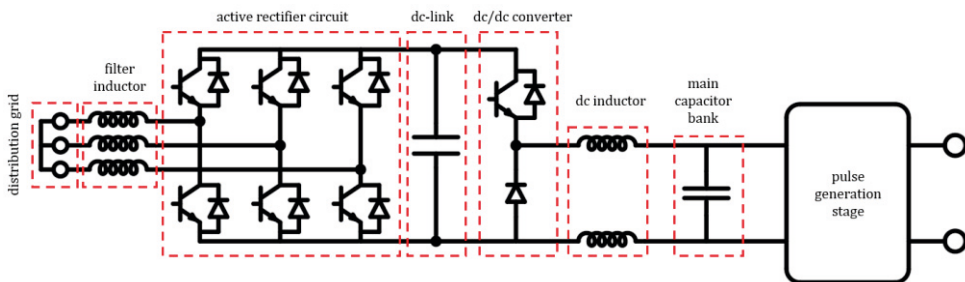 active rectifier circuit
dc-link
dc/dc converter
filter
inductor
dc inductor
main
capacitor
bank
distribution grid
pulse
generation
stage